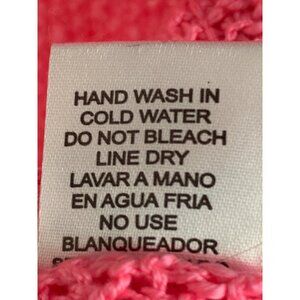 HAND WASH IN
COLD WATER
DO NOT BLEACH
LINE DRY
LAVAR A MANO
EN AGUA FRIA
NO USE
BLANQUEADOR